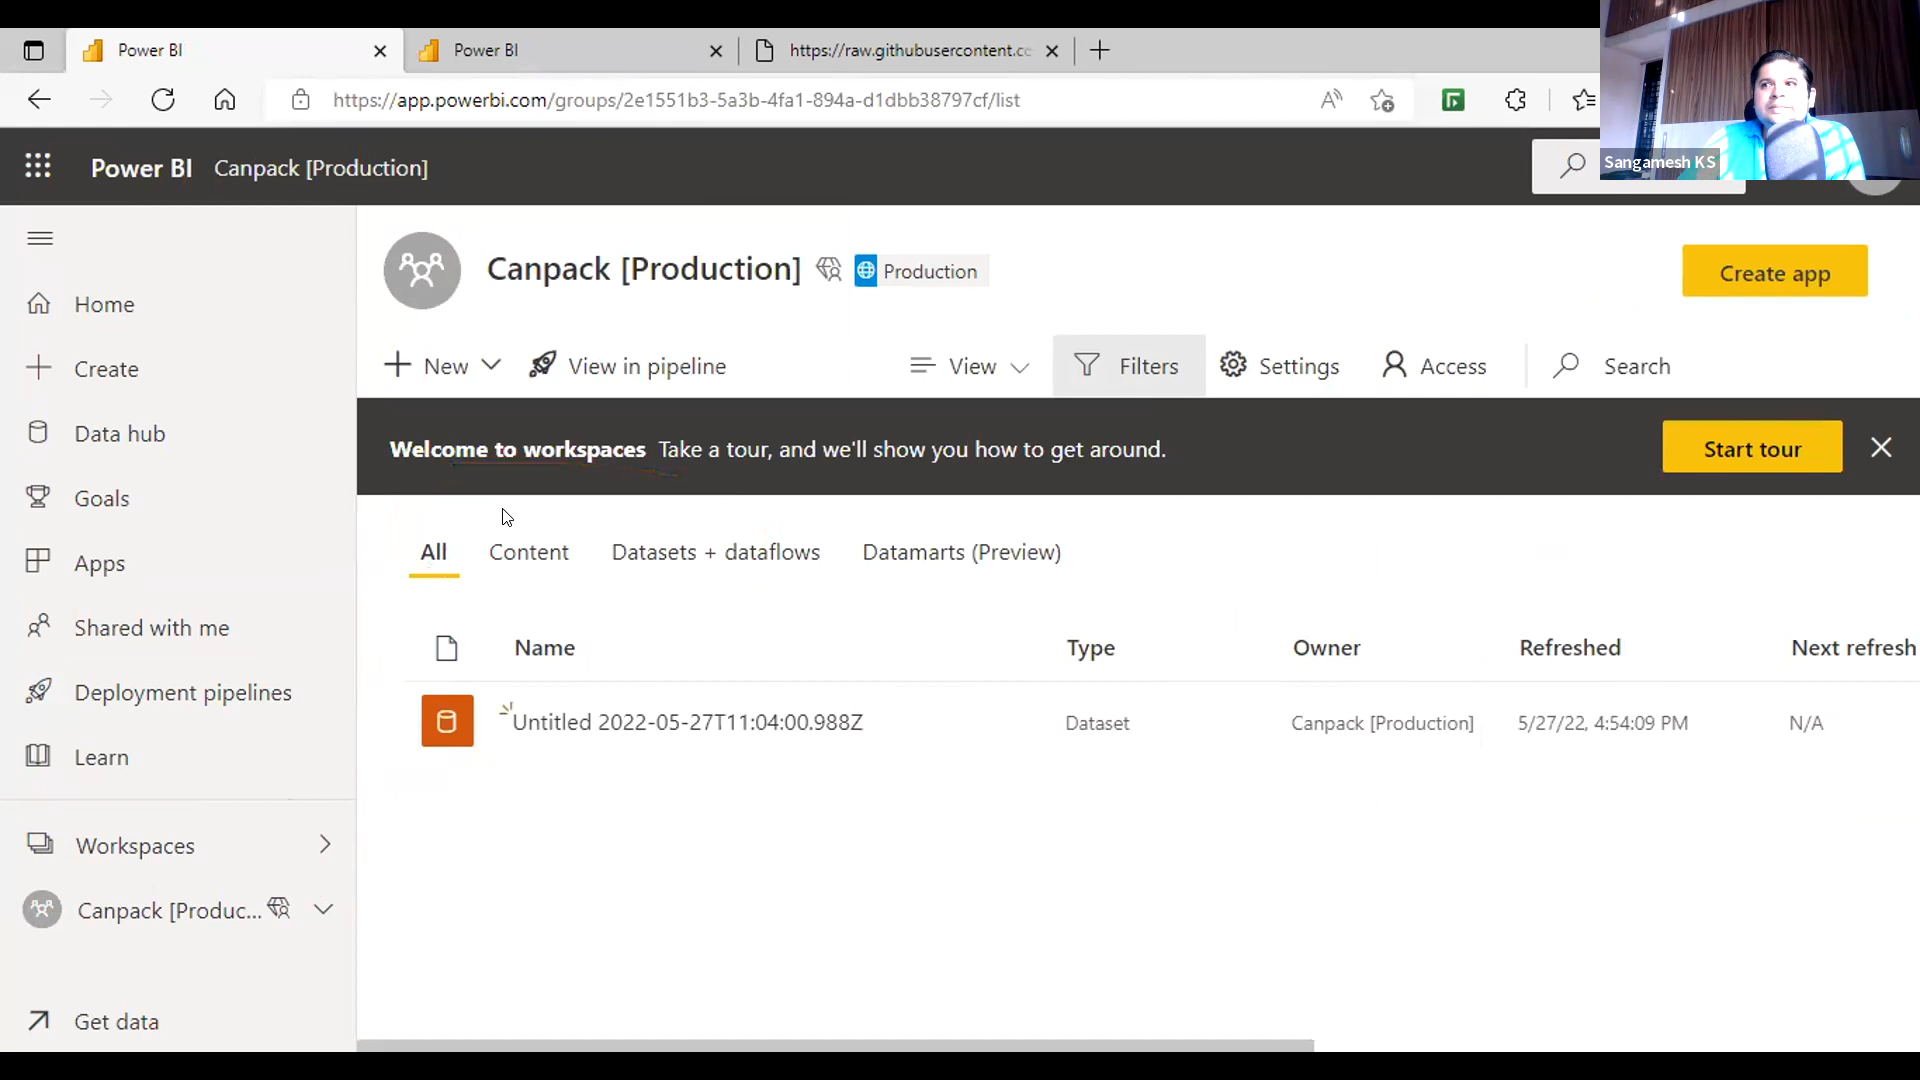 Power BI
Power BI
https://raw.githubusercontent.cc
https://app.powerbi.com/groups/2e1551b3-5a3b-4fa1-894a-d1dbb38797cf/list
Sangamesh KS
Power BI Canpack [Production]
Canpack [Production] Production
Create app
New View in pipeline View Filters Settings Access Search
Welcome to workspaces Take a tour, and we'll show you how to get around.
Start tour
Home
Create
Data hub
Goals
Apps
Shared with me
Deployment pipelines
Learn
Workspaces
Canpack [Produc...
Get data
All Content Datasets + dataflows Datamarts (Preview)
Name Type Owner Refreshed Next refresh
Untitled 2022-05-27T11:04:00.988Z Dataset Canpack [Production] 5/27/22, 4:54:09 PM N/A